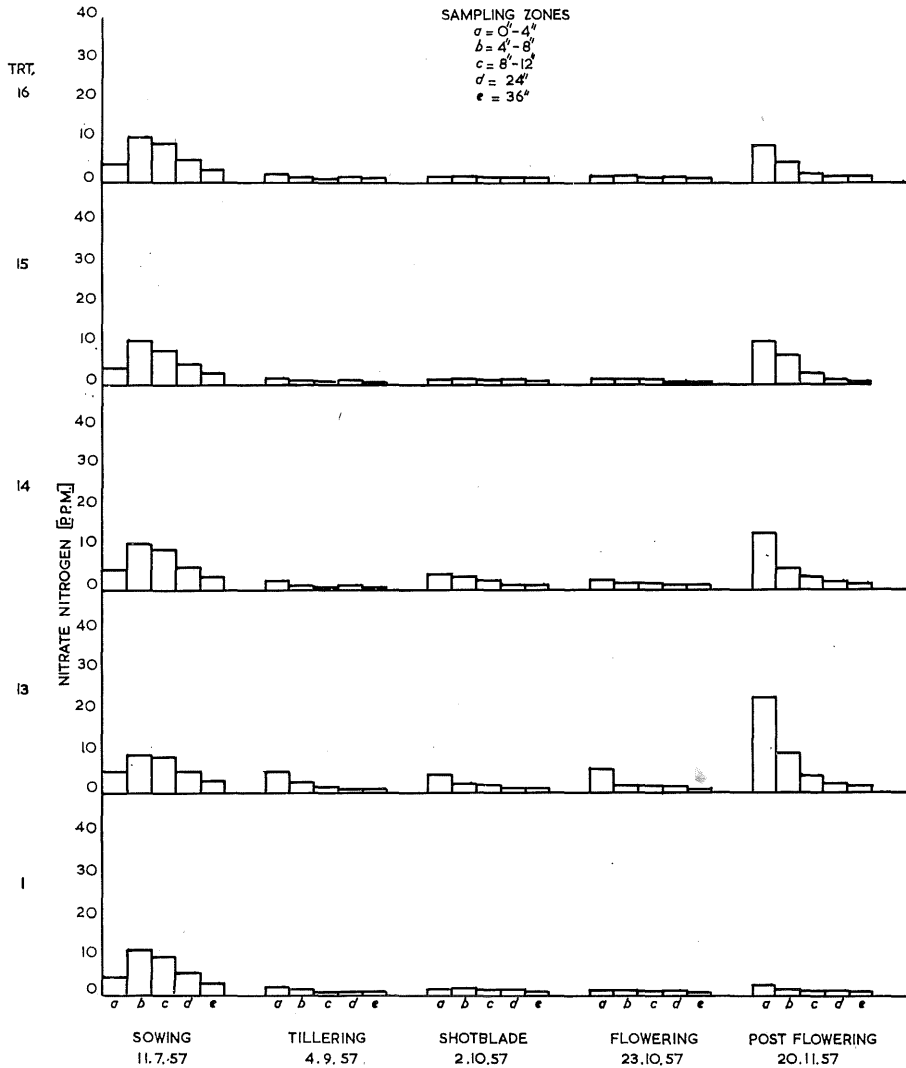 SAMPLING ZONES
a = 0"-4"
b = 4"-8"
c = 8"-12"
d = 24"
e = 36"
TRT.
16
40
30
20
10
0
15
40
30
20
10
0
14
40
30
20
10
0
13
40
30
20
10
0
1
40
30
20
10
0
NITRATE NITROGEN [P.P.M.]
a b c d e a b c d e a b c d e a b c d e a b c d e
SOWING TILLERING SHOTBLADE FLOWERING POST FLOWERING
11.7.57 4.9.57. 2.10.57 23.10.57 20.11.57